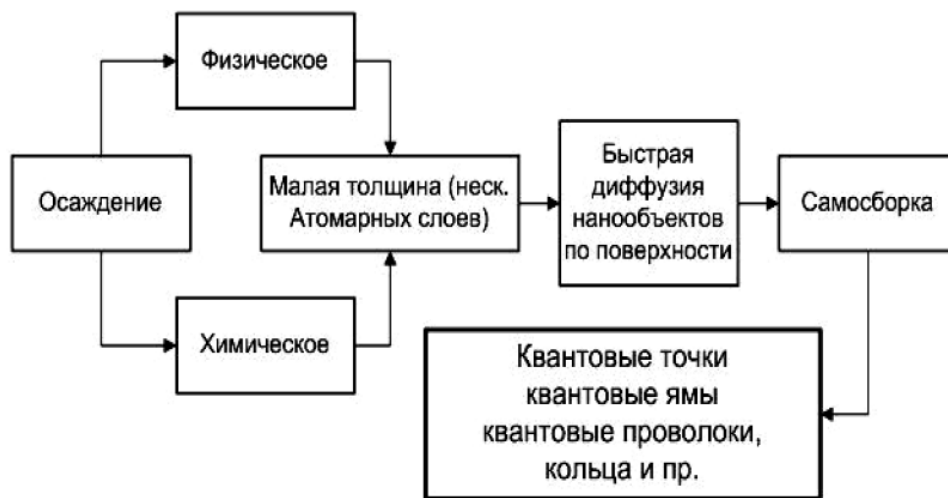 Физическое
Осаждение
Малая толщина (неск.
Атомарных слоев)
Химическое
Быстрая
диффузия
нанообъектов
по поверхности
Самосборка
Квантовые точки
квантовые ямы
квантовые проволоки,
кольца и пр.